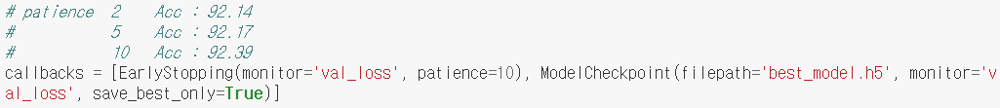 # patience  2   Acc : 92.14
#           5   Acc : 92.17
#           10  Acc : 92.39
callbacks = [EarlyStopping(monitor='val_loss', patience=10), ModelCheckpoint(filepath='best_model.h5', monitor='v
al_loss', save_best_only=True)]